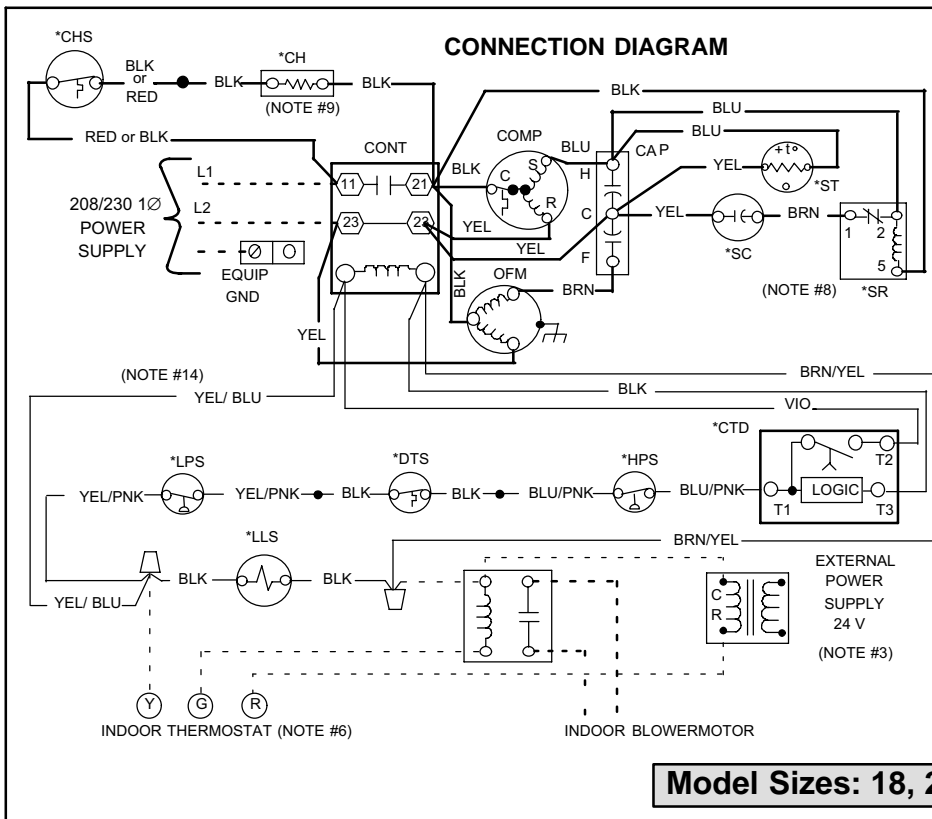 CONNECTION DIAGRAM
*CHS
BLK
or
RED
BLK
*CH
BLK
(NOTE #9)
BLK
BLU
RED or BLK
CONT
COMP
BLU
CAP
BLU
L1
11
21
BLK
C
S
R
H
YEL
+t°
*ST
208/230 1Ø
POWER
SUPPLY
L2
23
23
YEL
YEL
C
YEL
*SC
BRN
1
2
5
*SR
(NOTE #8)
EQUIP
GND
F
BLK
OFM
BRN
YEL
(NOTE #14)
YEL/ BLU
BRN/YEL
BLK
VIO
*CTD
T2
LOGIC
T1
T3
*LPS
*DTS
*HPS
YEL/PNK
YEL/PNK
BLK
BLK
BLU/PNK
BLU/PNK
*LLS
BRN/YEL
BLK
BLK
YEL/ BLU
C
R
EXTERNAL
POWER
SUPPLY
24 V
(NOTE #3)
Y
G
R
INDOOR THERMOSTAT (NOTE #6)
INDOOR BLOWERMOTOR
Model Sizes: 18, 2